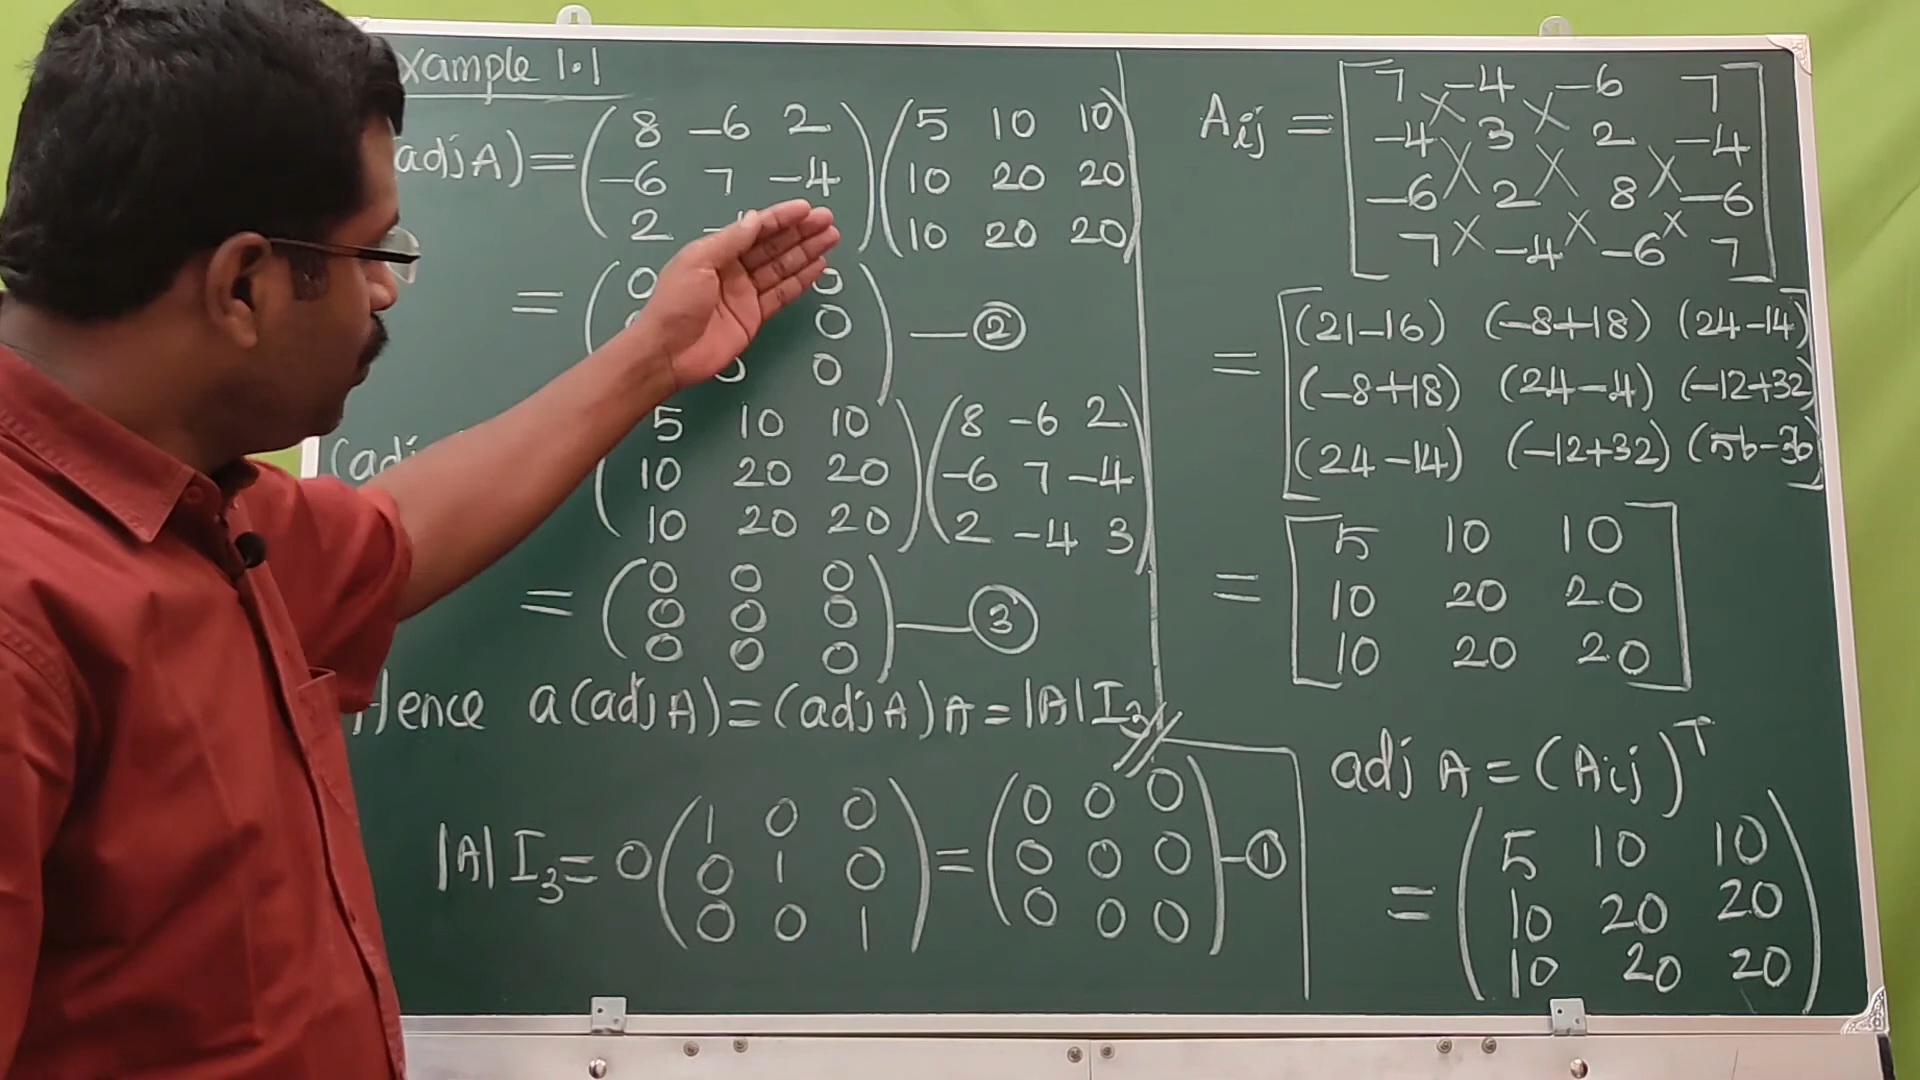 xample 1.1
adj A) = ( 8 -6 2 ) ( 5 10 10 )
-6 7 -4 10 20 20
2 10 20 20
= ( 0 0 )
0
0 0 — ②
(adj 5 10 10 ) ( 8 -6 2 )
10 20 20 -6 7 -4
10 20 20 2 -4 3
= ( 0 0 0 )
0 0 0
0 0 0 — ③
Hence a(adj A) = (adj A) A = |A| I₃
|A| I₃ = 0 ( 1 0 0 ) = ( 0 0 0 )
0 1 0 0 0 0 — ①
0 0 1 0 0 0
Aij = [ 7 -4 -6 7 ]
-4 3 2 -4
-6 2 8 -6
7 -4 -6 7
= [ (21-16) (-8+18) (24-14) ]
(-8+18) (24-4) (-12+32)
(24-14) (-12+32) (56-36)
= [ 5 10 10 ]
10 20 20
10 20 20
adj A = (Aij)ᵀ
= ( 5 10 10 )
10 20 20
10 20 20